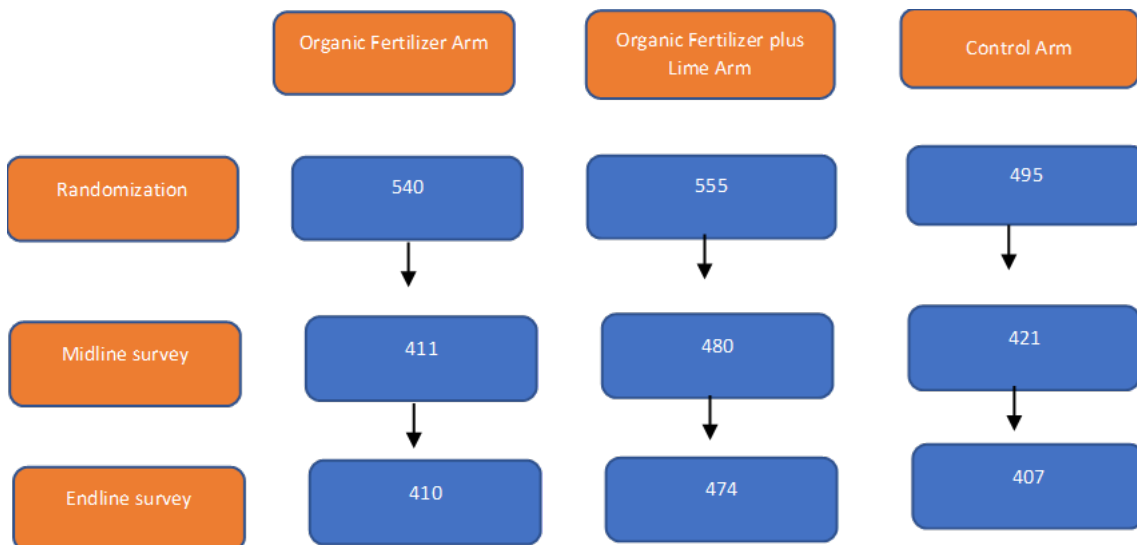 Organic Fertilizer Arm
Organic Fertilizer plus
Lime Arm
Control Arm
Randomization
540
555
495
Midline survey
411
480
421
Endline survey
410
474
407